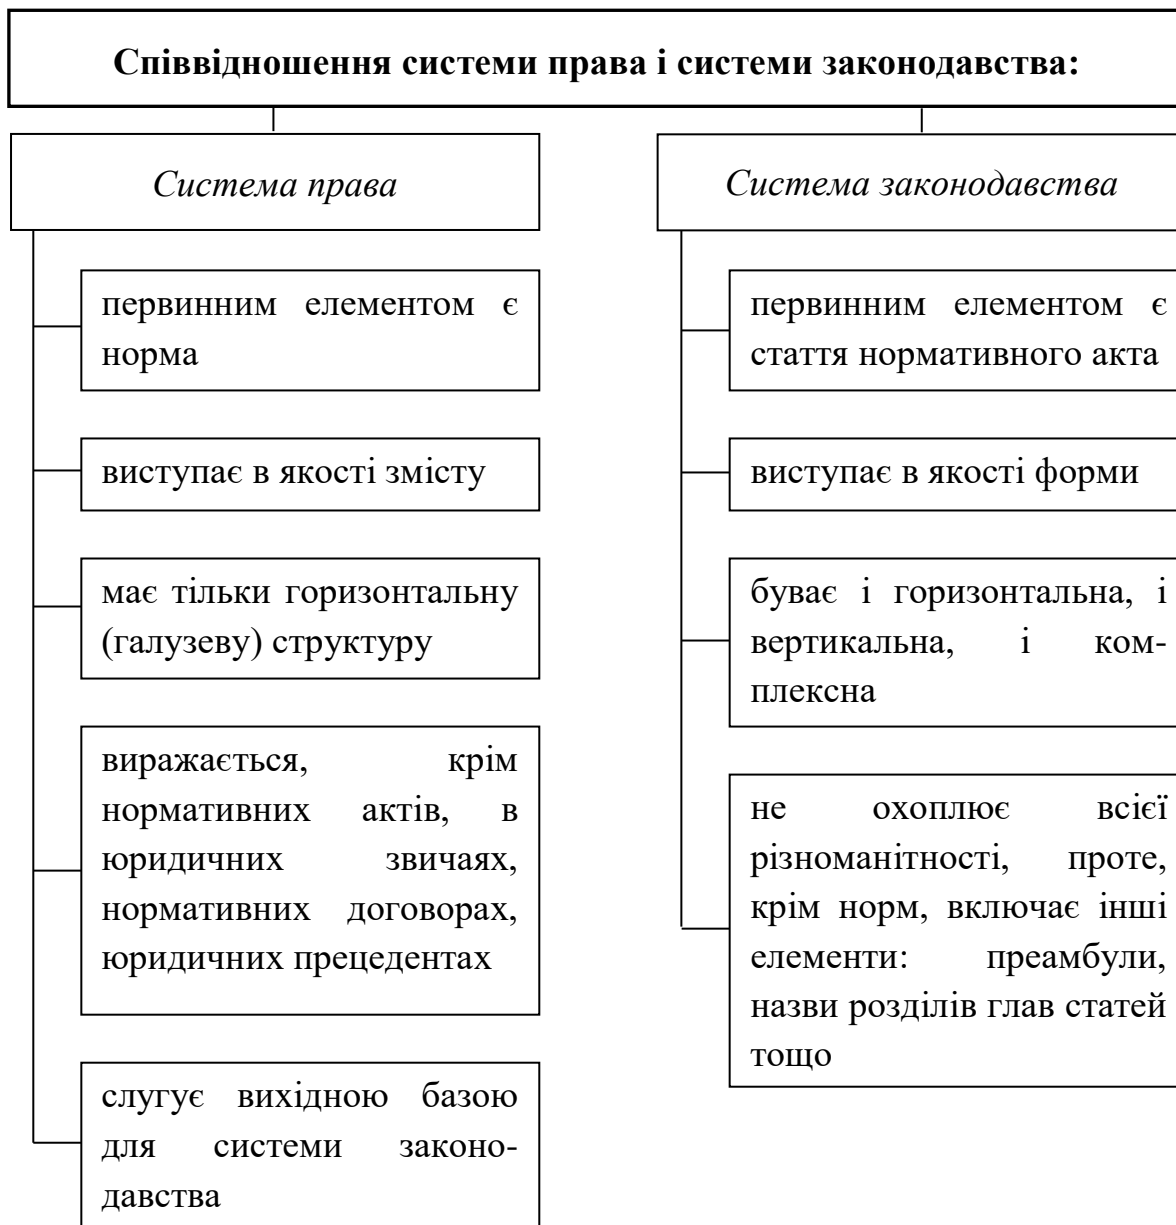 Співвідношення системи права і системи законодавства:
Система права
первинним елементом є
норма
виступає в якості змісту
має тільки горизонтальну
(галузеву) структуру
виражається, крім
нормативних актів, в
юридичних звичаях,
нормативних договорах,
юридичних прецедентах
слугує вихідною базою
для системи законо-
давства
Система законодавства
первинним елементом є
стаття нормативного акта
виступає в якості форми
буває і горизонтальна, і
вертикальна, і ком-
плексна
не охоплює всієї
різноманітності, проте,
крім норм, включає інші
елементи: преамбули,
назви розділів глав статей
тощо